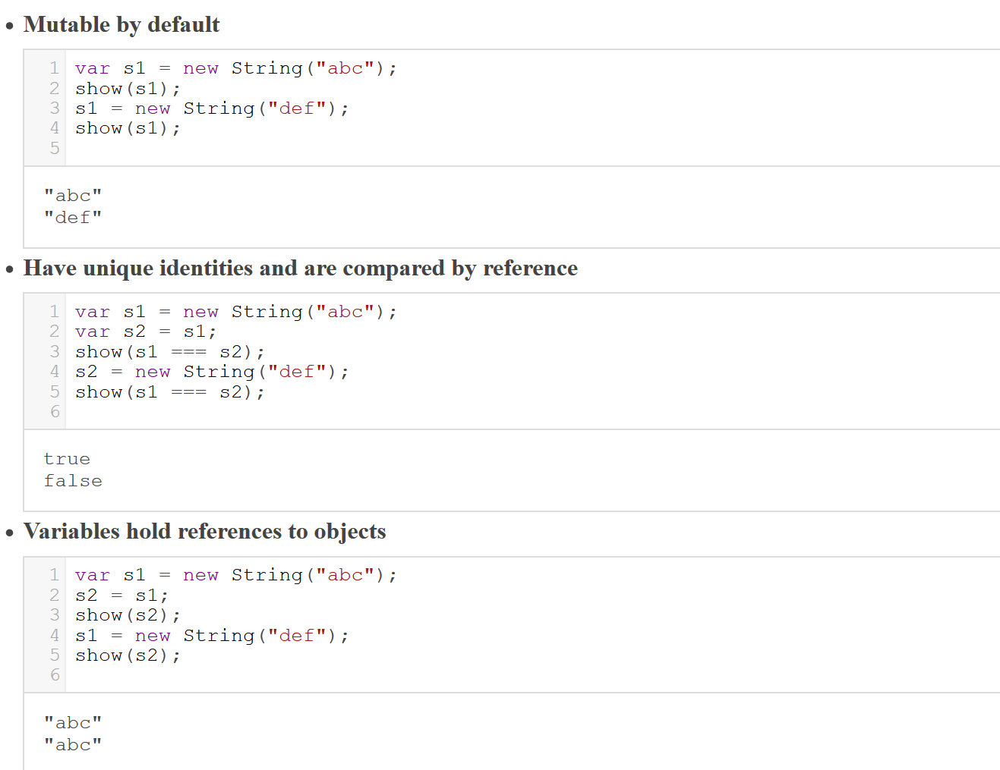 • Mutable by default
1 var s1 = new String("abc");
2 show(s1);
3 s1 = new String("def");
4 show(s1);
5
"abc"
"def"
• Have unique identities and are compared by reference
1 var s1 = new String("abc");
2 var s2 = s1;
3 show(s1 === s2);
4 s2 = new String("def");
5 show(s1 === s2);
6
true
false
• Variables hold references to objects
1 var s1 = new String("abc");
2 s2 = s1;
3 show(s2);
4 s1 = new String("def");
5 show(s2);
6
"abc"
"abc"